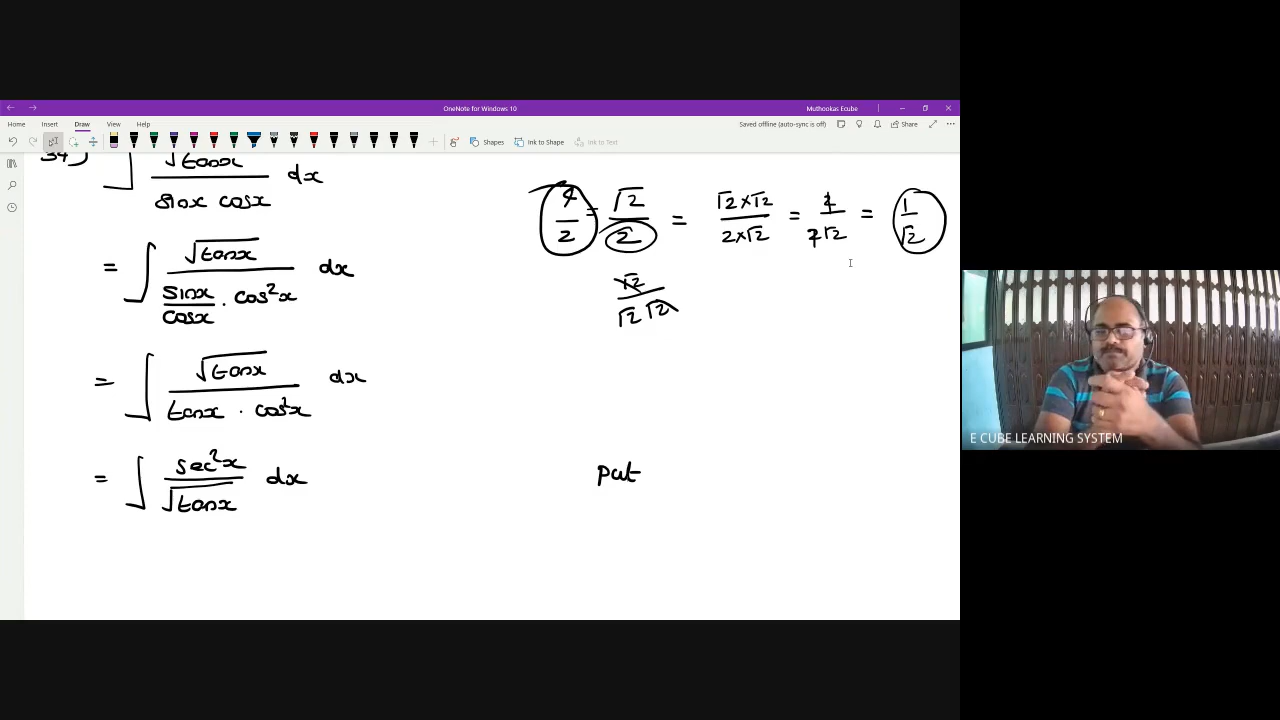 OneNote for Windows 10
Muthookas Ecube
Home Insert Draw View Help
Saved offline (auto-sync is off)
Share
Shapes
Ink to Shape
Ink to Text
34) ∫ √tanx / (sinx cosx) dx
= ∫ √tanx / (sinx/cosx · cos²x) dx
= ∫ √tanx / (tanx · cos²x) dx
= ∫ sec²x / √tanx dx
√2/2 = (√2×√2)/(2×√2) = 2/(2√2) = 1/√2
√2/(√2 √2)
put
E CUBE LEARNING SYSTEM